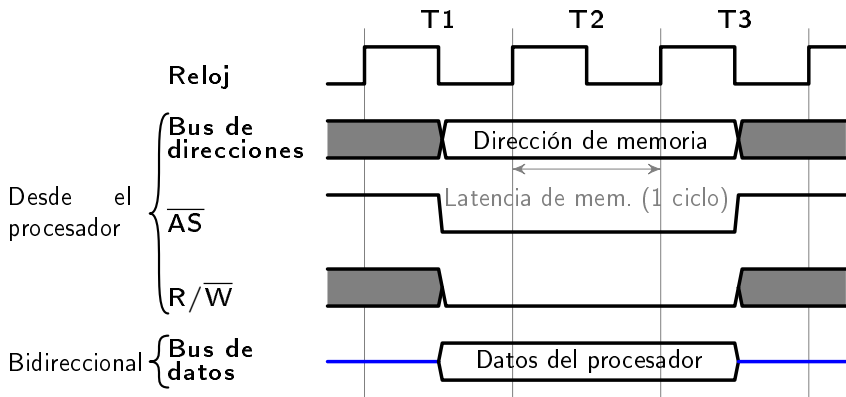 T1 T2 T3
Reloj
Bus de
direcciones
Dirección de memoria
Latencia de mem. (1 ciclo)
Desde el
procesador
A̅S̅
R/W̅
Bidireccional
Bus de
datos
Datos del procesador